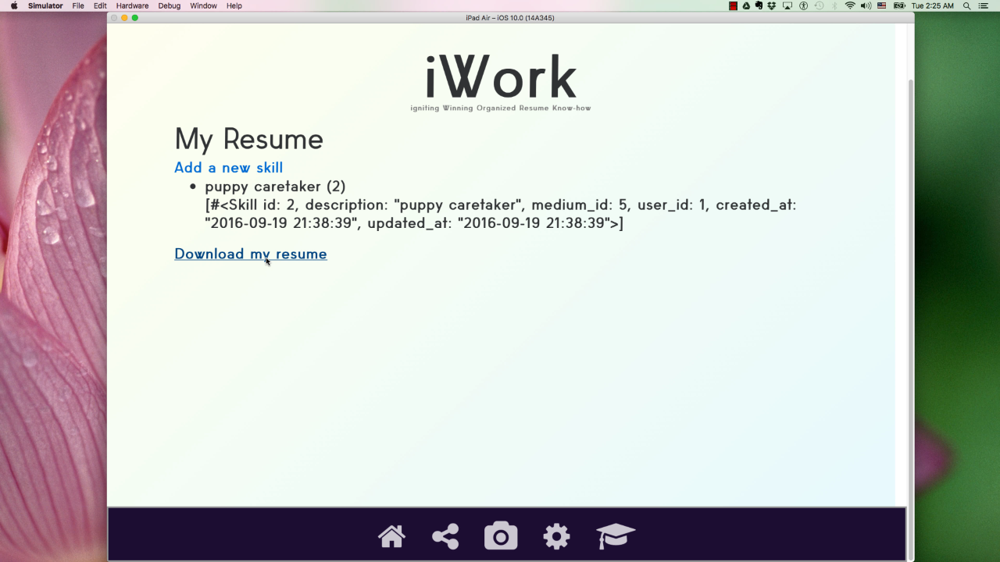 Simulator File Edit Hardware Debug Window Help Tue 2:25 AM
iPad Air – iOS 10.0 (14A345)
iWork
igniting Winning Organized Resume Know-how
My Resume
Add a new skill
• puppy caretaker (2)
[#<Skill id: 2, description: "puppy caretaker", medium_id: 5, user_id: 1, created_at:
"2016-09-19 21:38:39", updated_at: "2016-09-19 21:38:39">]
Download my resume